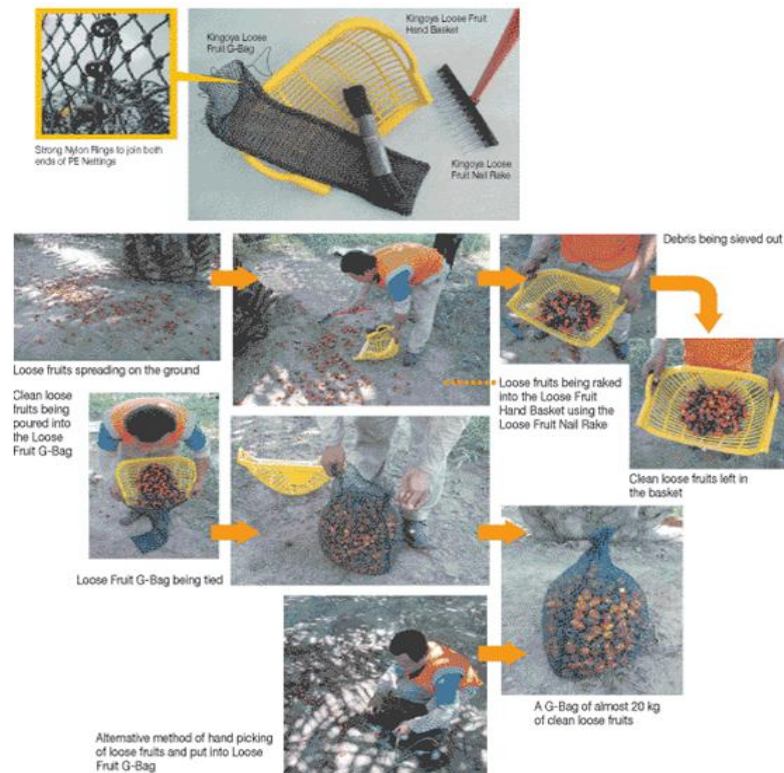 Kingoya Loose
Fruit G-Bag
Kingoya Loose Fruit
Hand Basket
Strong Nylon Rings to join both
ends of PE Nettings
Kingoya Loose
Fruit Nail Rake
Debris being sieved out
Loose fruits spreading on the ground
Loose fruits being raked
into the Loose Fruit
Hand Basket using the
Loose Fruit Nail Rake
Clean loose
fruits being
poured into
the Loose
Fruit G-Bag
Clean loose fruits left in
the basket
Loose Fruit G-Bag being tied
A G-Bag of almost 20 kg
of clean loose fruits
Alternative method of hand picking
of loose fruits and put into Loose
Fruit G-Bag